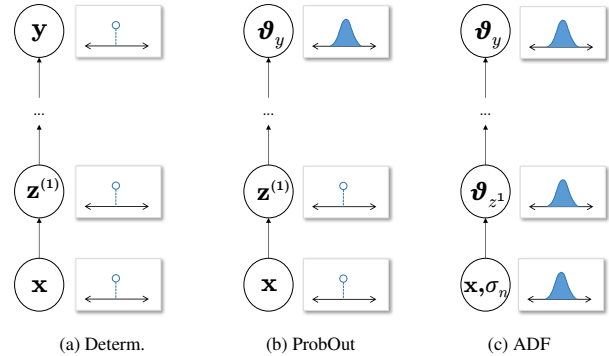 y ϑ_y ϑ_y
... ... ...
z^(1) z^(1) ϑ_z¹
x x x,σ_n
(a) Determ. (b) ProbOut (c) ADF